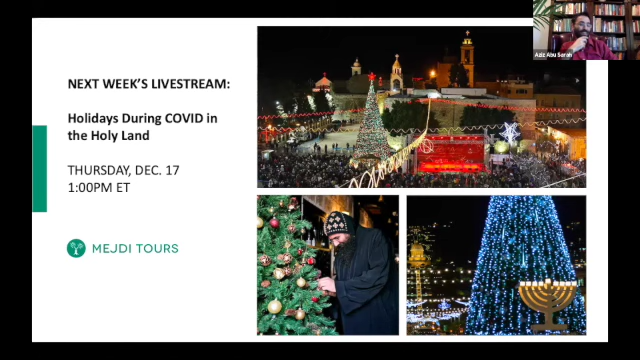 NEXT WEEK'S LIVESTREAM:
Holidays During COVID in
the Holy Land
THURSDAY, DEC. 17
1:00PM ET
MEJDI TOURS
Aziz Abu Sarah